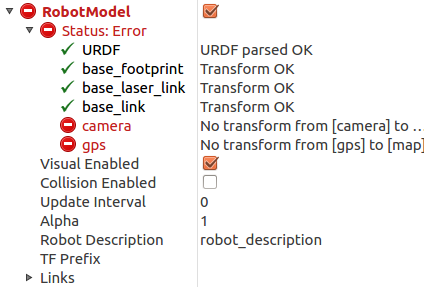 RobotModel
Status: Error
URDF URDF parsed OK
base_footprint Transform OK
base_laser_link Transform OK
base_link Transform OK
camera No transform from [camera] to …
gps No transform from [gps] to [map]
Visual Enabled
Collision Enabled
Update Interval 0
Alpha 1
Robot Description robot_description
TF Prefix
Links